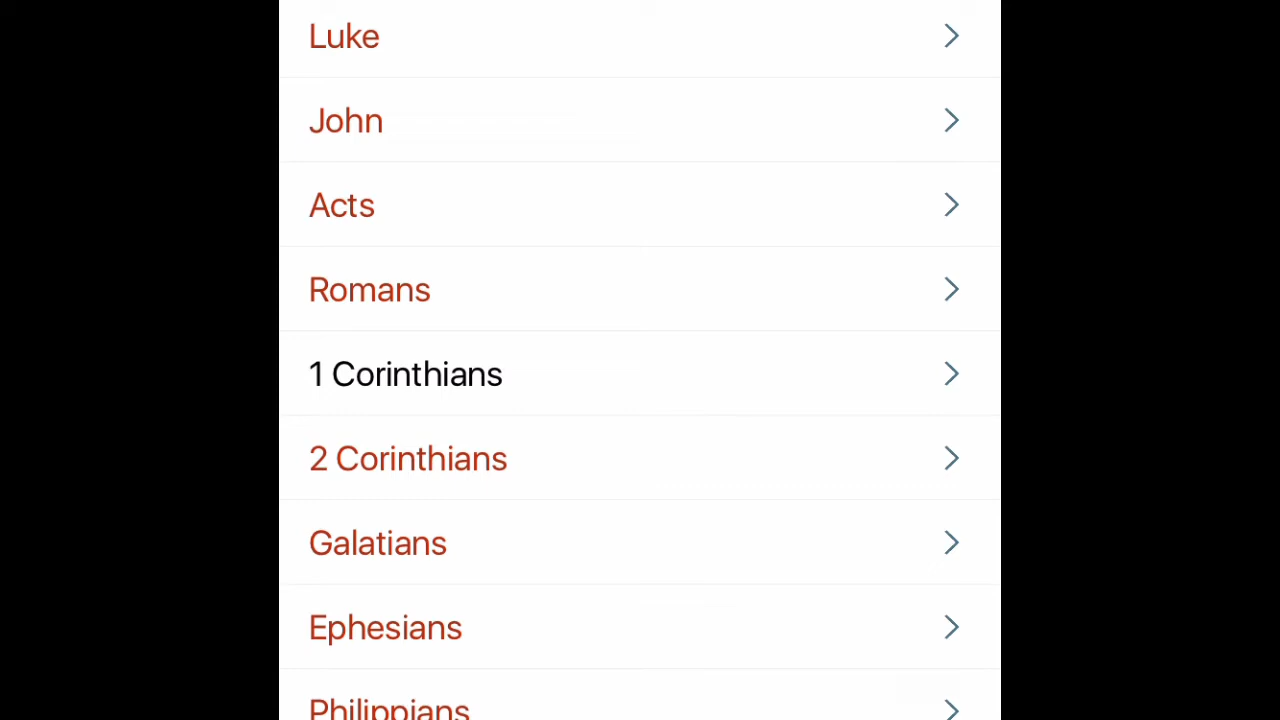 Luke
John
Acts
Romans
1 Corinthians
2 Corinthians
Galatians
Ephesians
Philippians